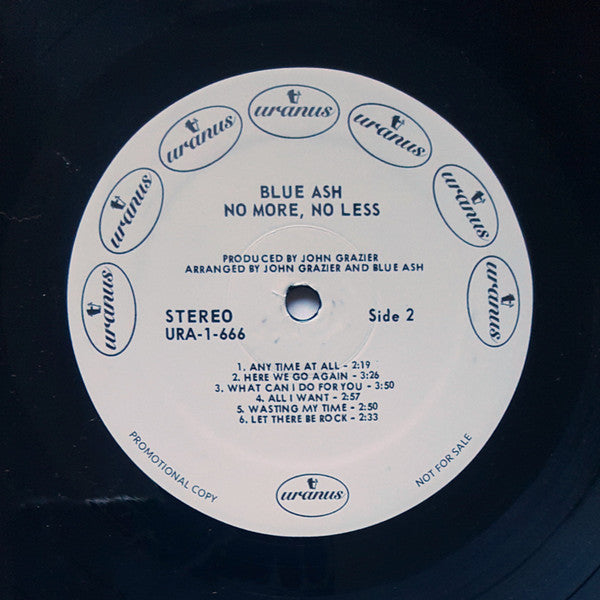 uranus
uranus
uranus
uranus
uranus
uranus
uranus
BLUE ASH
NO MORE, NO LESS
PRODUCED BY JOHN GRAZIER
ARRANGED BY JOHN GRAZIER AND BLUE ASH
STEREO
URA-1-666
Side 2
1. ANY TIME AT ALL - 2:19
2. HERE WE GO AGAIN - 3:26
3. WHAT CAN I DO FOR YOU - 3:50
4. ALL I WANT - 2:57
5. WASTING MY TIME - 2:50
6. LET THERE BE ROCK - 2:33
PROMOTIONAL COPY
NOT FOR SALE
uranus